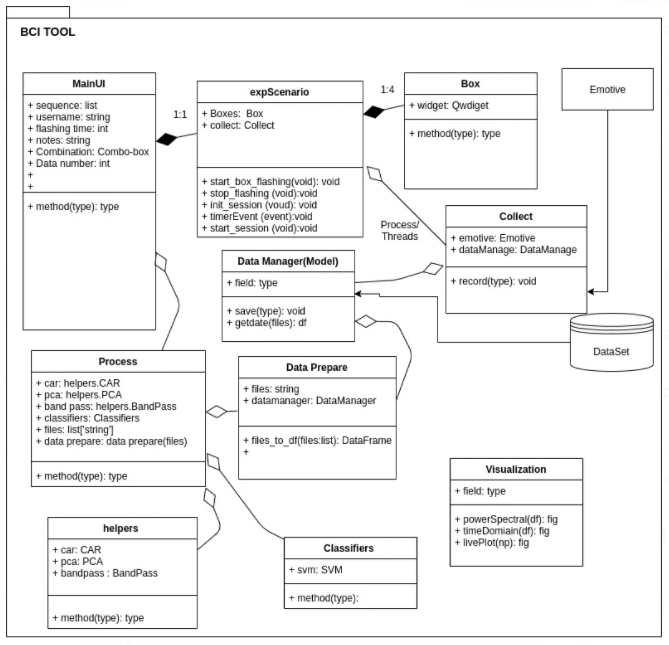 BCI TOOL
MainUI
+ sequence: list
+ username: string
+ flashing time: int
+ notes: string
+ Combination: Combo-box
+ Data number: int
+
+
+ method(type): type
1:1
expScenario
+ Boxes:  Box
+ collect: Collect
+ start_box_flashing(void): void
+ stop_flashing (void):void
+ init_session (voud): void
+ timerEvent (event):void
+ start_session (void):void
1:4
Box
+ widget: Qwdiget
+ method(type): type
Emotive
Process/
Threads
Collect
+ emotive: Emotive
+ dataManage: DataManage
+ record(type): void
Data Manager(Model)
+ field: type
+ save(type): void
+ getdate(files): df
DataSet
Process
+ car: helpers.CAR
+ pca: helpers.PCA
+ band pass: helpers.BandPass
+ classifiers: Classifiers
+ files: list['string']
+ data prepare: data prepare(files)
+ method(type): type
Data Prepare
+ files: string
+ datamanager: DataManager
+ files_to_df(files:list): DataFrame
+
Visualization
+ field: type
+ powerSpectral(df): fig
+ timeDomiain(df): fig
+ livePlot(np): fig
helpers
+ car: CAR
+ pca: PCA
+ bandpass : BandPass
+ method(type): type
Classifiers
+ svm: SVM
+ method(type):